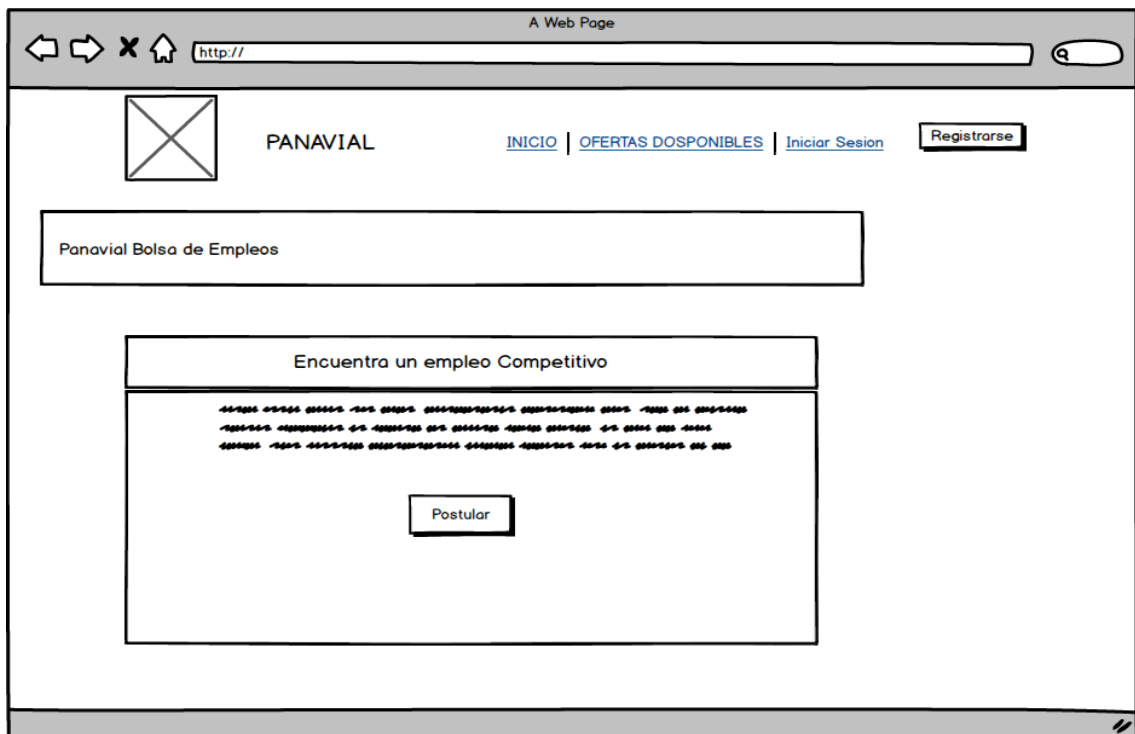 A Web Page
http://
PANAVIAL
INICIO | OFERTAS DOSPONIBLES | Iniciar Sesion
Registrarse
Panavial Bolsa de Empleos
Encuentra un empleo Competitivo
Postular